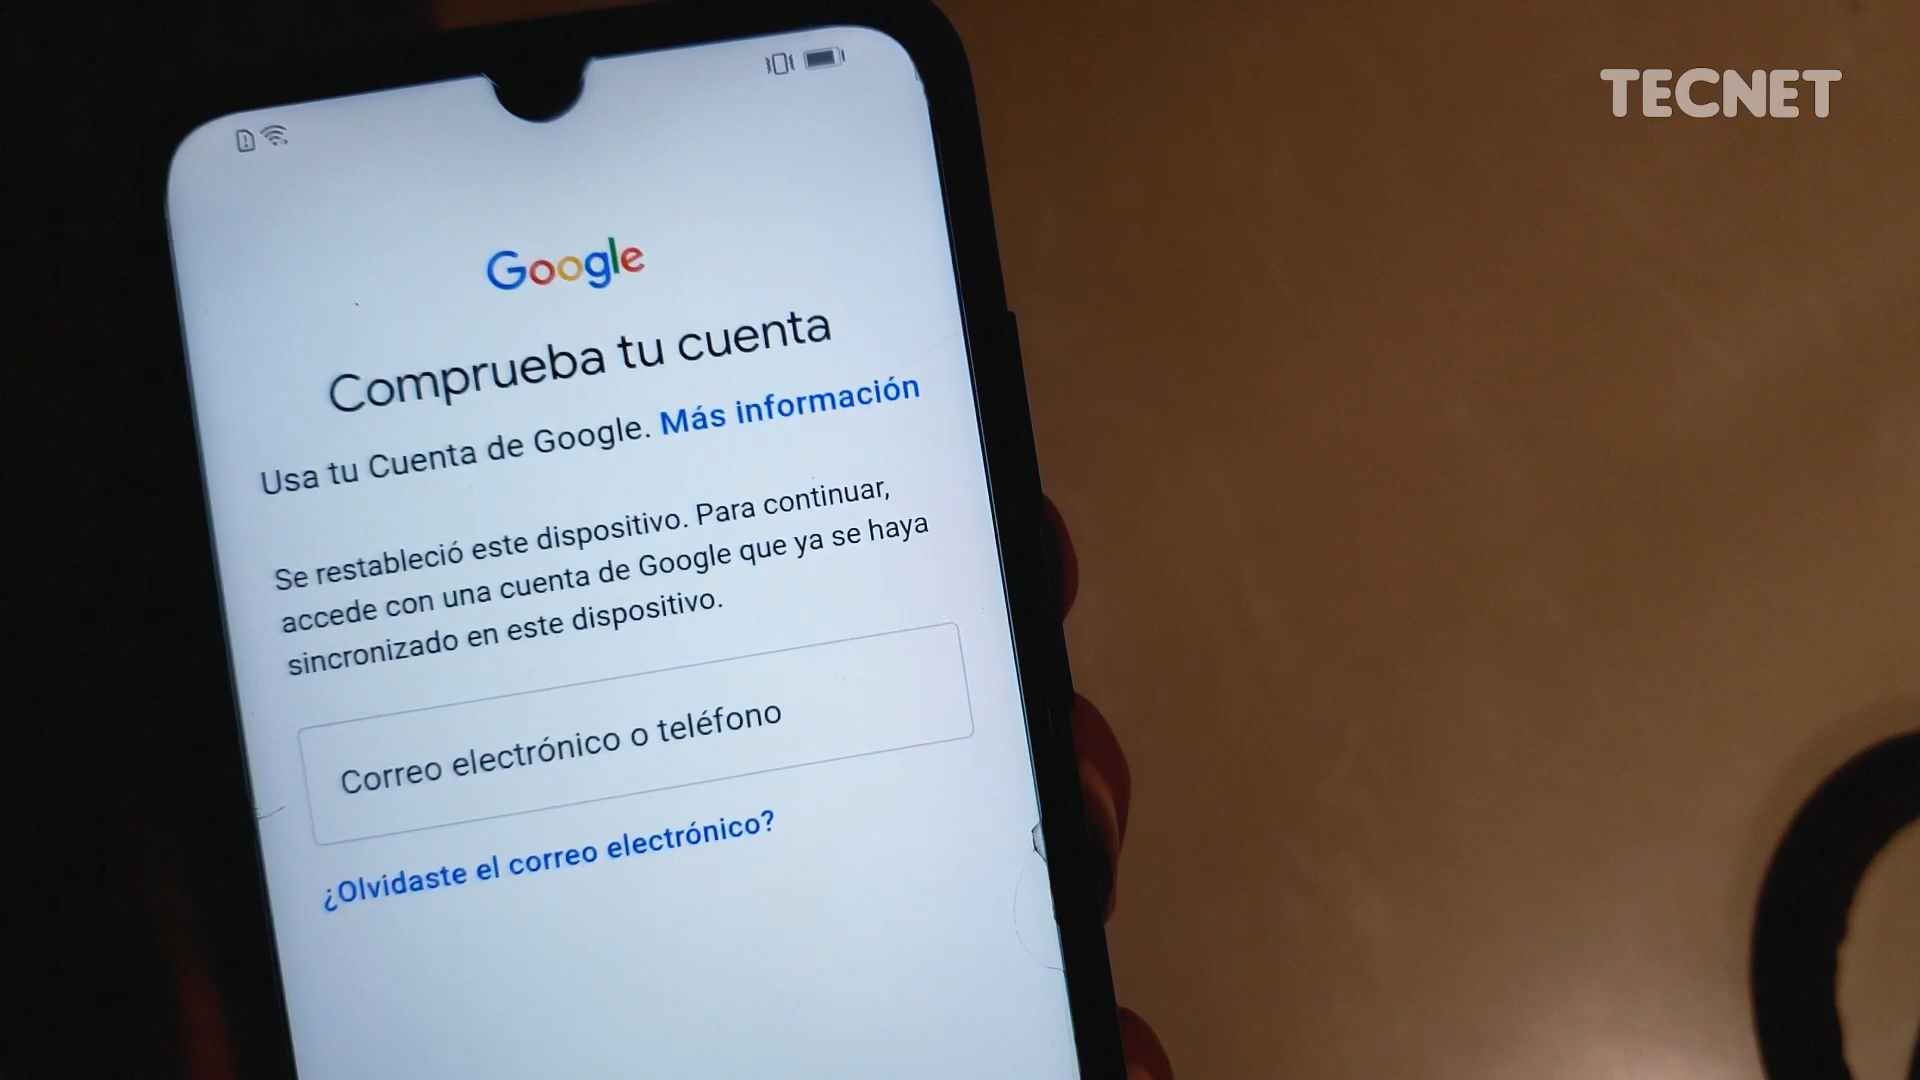 TECNET
Google
Comprueba tu cuenta
Usa tu Cuenta de Google. Más información
Se restableció este dispositivo. Para continuar,
accede con una cuenta de Google que ya se haya
sincronizado en este dispositivo.
Correo electrónico o teléfono
¿Olvidaste el correo electrónico?